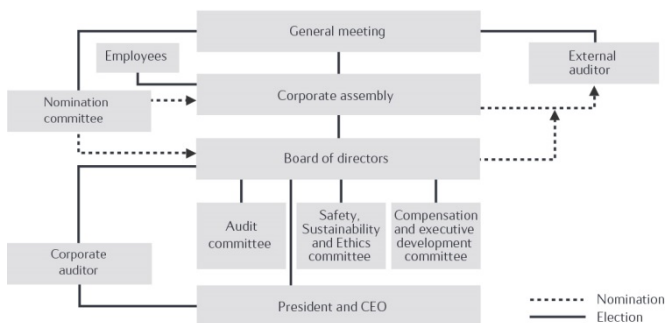 General meeting
Employees
External
auditor
Corporate assembly
Nomination
committee
Board of directors
Audit
committee
Safety,
Sustainability
and Ethics
committee
Compensation
and executive
development
committee
Corporate
auditor
President and CEO
Nomination
Election